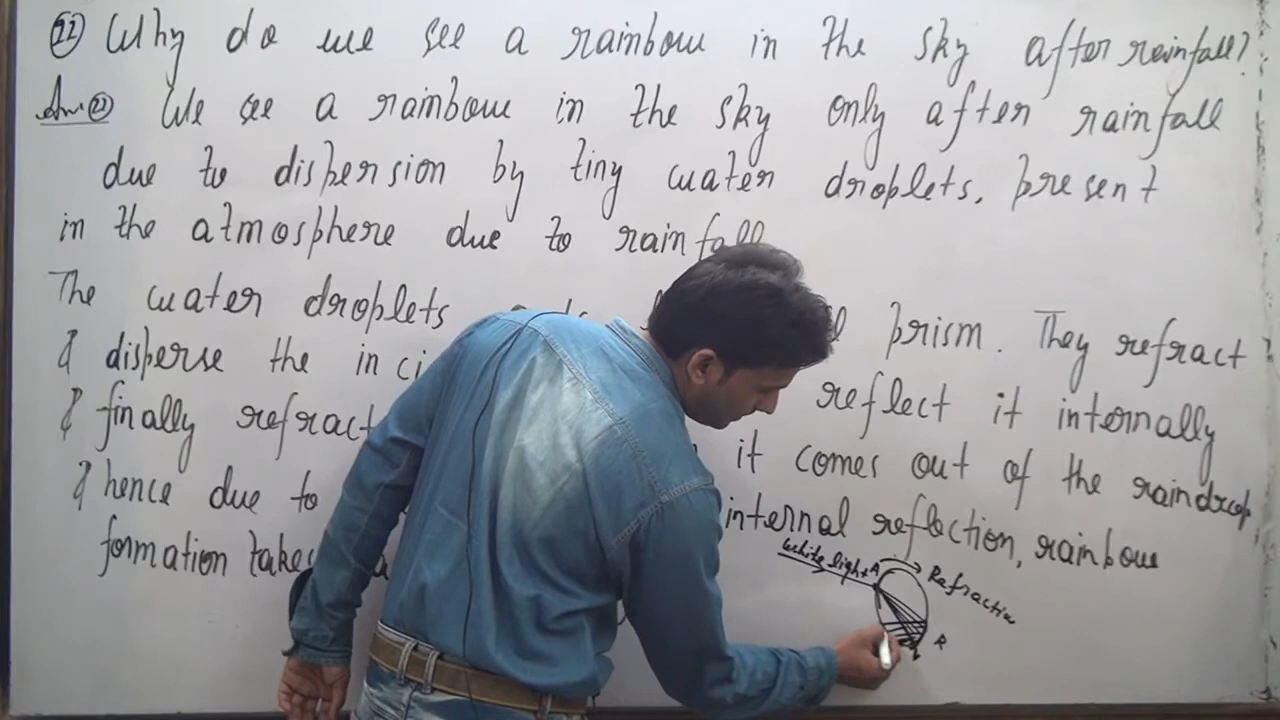 22 Why do we see a rainbow in the sky after rainfall?
Ans 22 We see a rainbow in the sky only after rainfall
due to dispersion by tiny water droplets, present
in the atmosphere due to rainfall
The water droplets prism. They refract
& disperse the inci reflect it internally
& finally refract it comes out of the raindrop,
& hence due to internal reflection, rainbow
formation takes
White light A Refraction
R